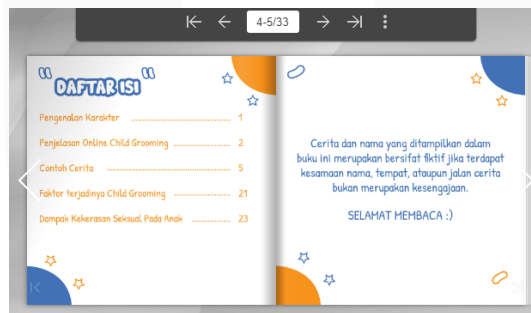 4-5/33
DAFTAR ISI
Pengenalan Karakter ........................................ 1
Penjelasan Online Child Grooming ....................... 2
Contoh Cerita ................................................. 5
Faktor terjadinya Child Grooming ....................... 21
Dampak Kekerasan Seksual Pada Anak ................ 23
Cerita dan nama yang ditampilkan dalam
buku ini merupakan bersifat fiktif jika terdapat
kesamaan nama, tempat, ataupun jalan cerita
bukan merupakan kesengajaan.
SELAMAT MEMBACA :)